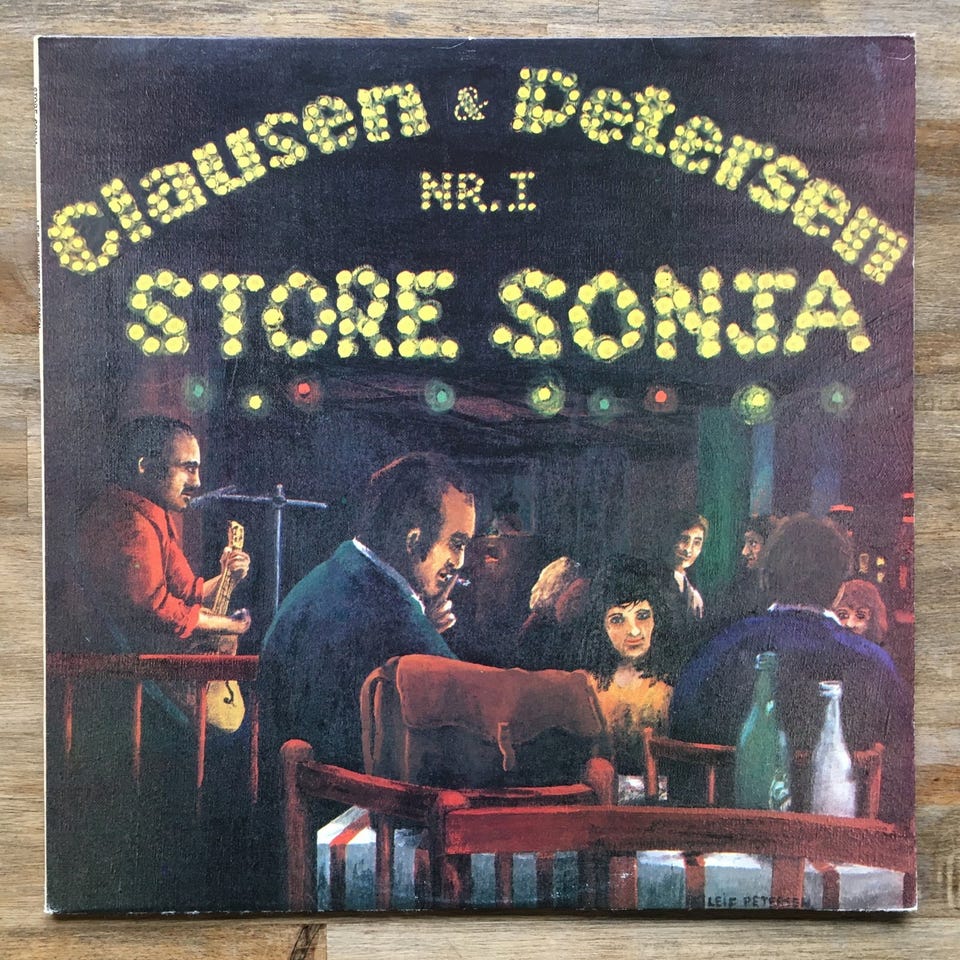 Clausen & Petersen
NR. I
STORE SONJA
LEIF PETERSEN